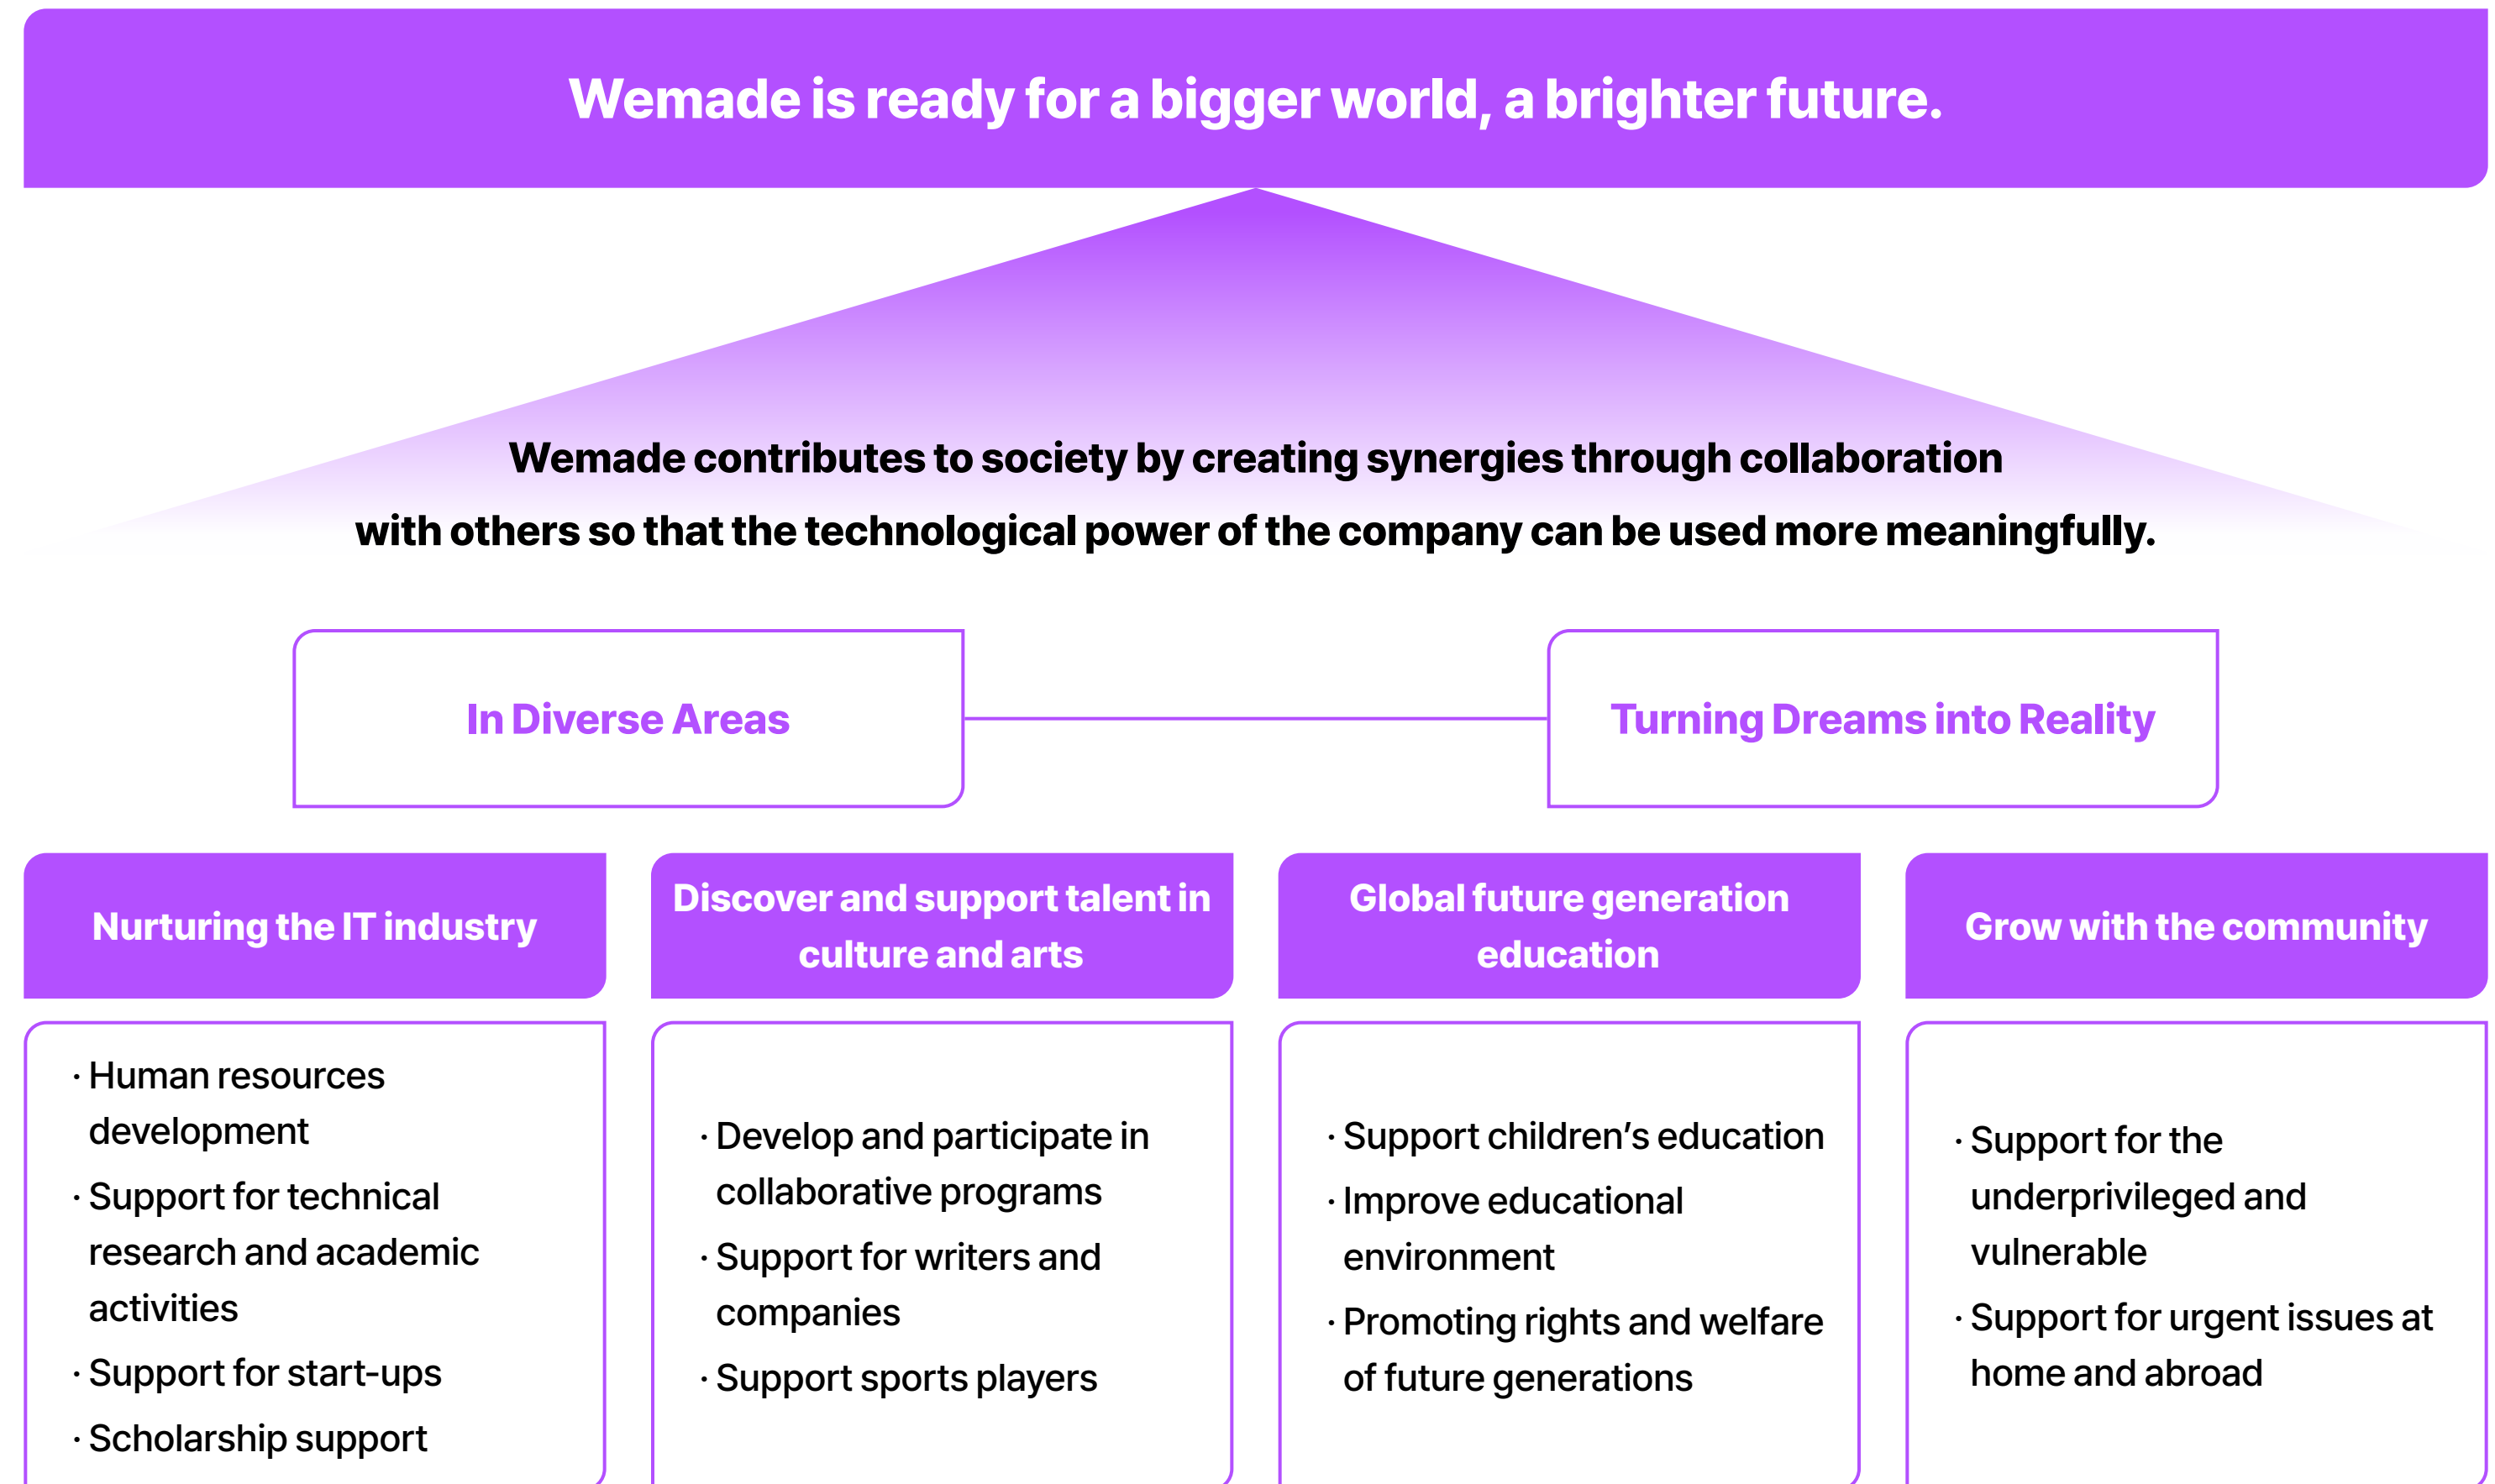 Wemade is ready for a bigger world, a brighter future.
Wemade contributes to society by creating synergies through collaboration
with others so that the technological power of the company can be used more meaningfully.
In Diverse Areas
Turning Dreams into Reality
Nurturing the IT industry
· Human resources
development
· Support for technical
research and academic
activities
· Support for start-ups
· Scholarship support
Discover and support talent in
culture and arts
· Develop and participate in
collaborative programs
· Support for writers and
companies
· Support sports players
Global future generation
education
· Support children’s education
· Improve educational
environment
· Promoting rights and welfare
of future generations
Grow with the community
· Support for the
underprivileged and
vulnerable
· Support for urgent issues at
home and abroad